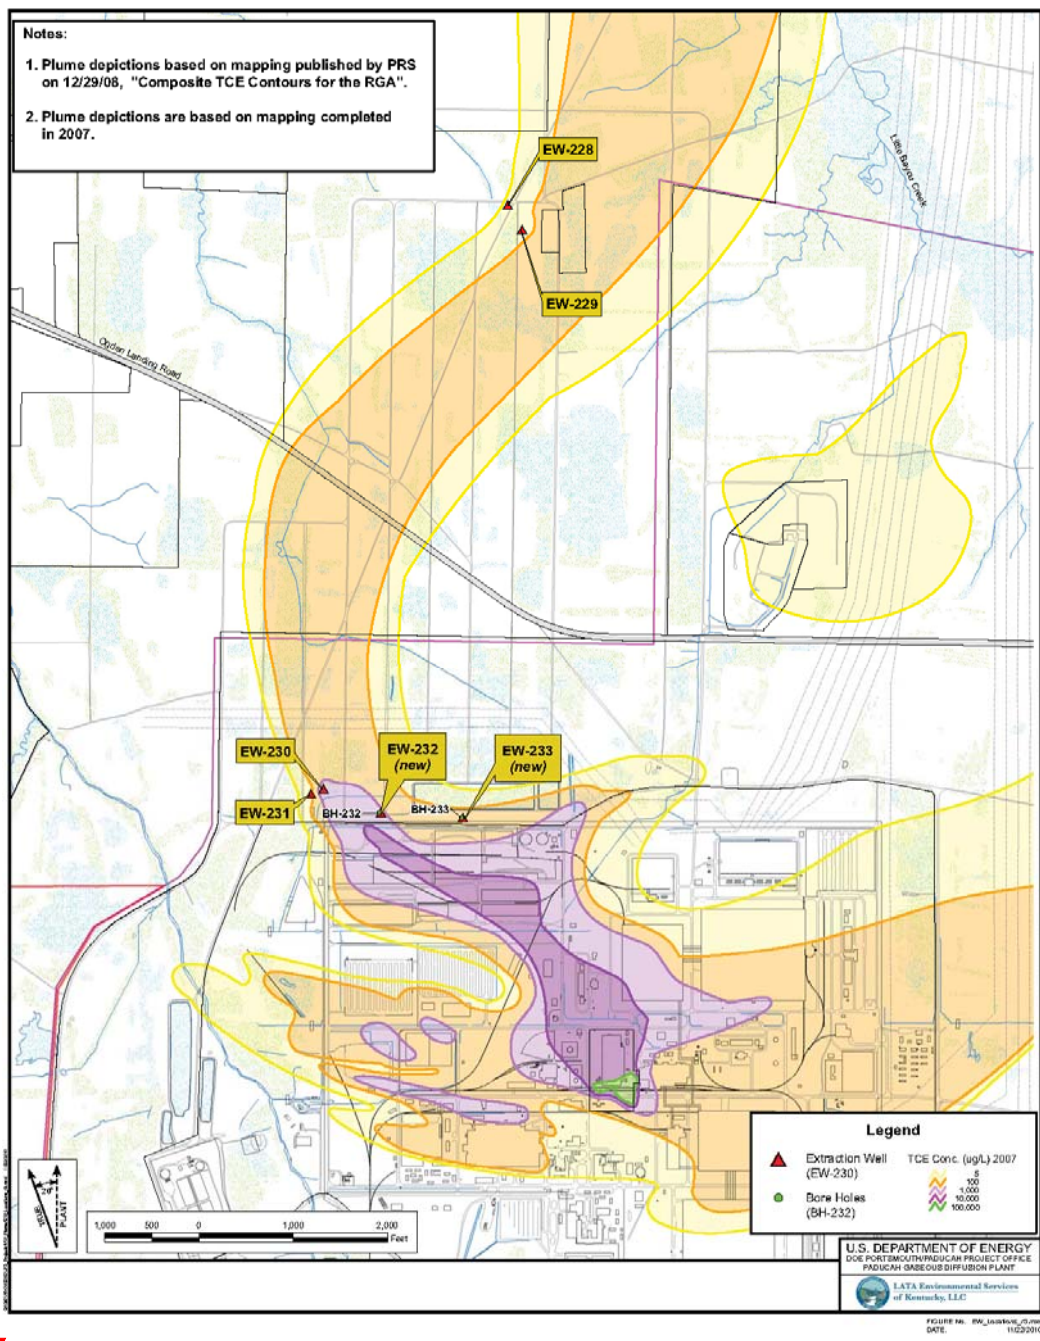 Notes:
1. Plume depictions based on mapping published by PRS
on 12/29/08, "Composite TCE Contours for the RGA".
2. Plume depictions are based on mapping completed
in 2007.
EW-228
Little Bayou Creek
EW-229
Ogden Landing Road
EW-230
EW-232
(new)
EW-233
(new)
EW-231
BH-232
BH-233
Legend
Extraction Well
(EW-230)
Bore Holes
(BH-232)
TCE Conc. (ug/L) 2007
5
100
1,000
10,000
100,000
TRUE
PLANT
1,000 500 0 1,000 2,000
Feet
U.S. DEPARTMENT OF ENERGY
DOE PORTSMOUTH/PADUCAH PROJECT OFFICE
PADUCAH GASEOUS DIFFUSION PLANT
LATA Environmental Services
of Kentucky, LLC
FIGURE No.
DATE. 11/22/2010